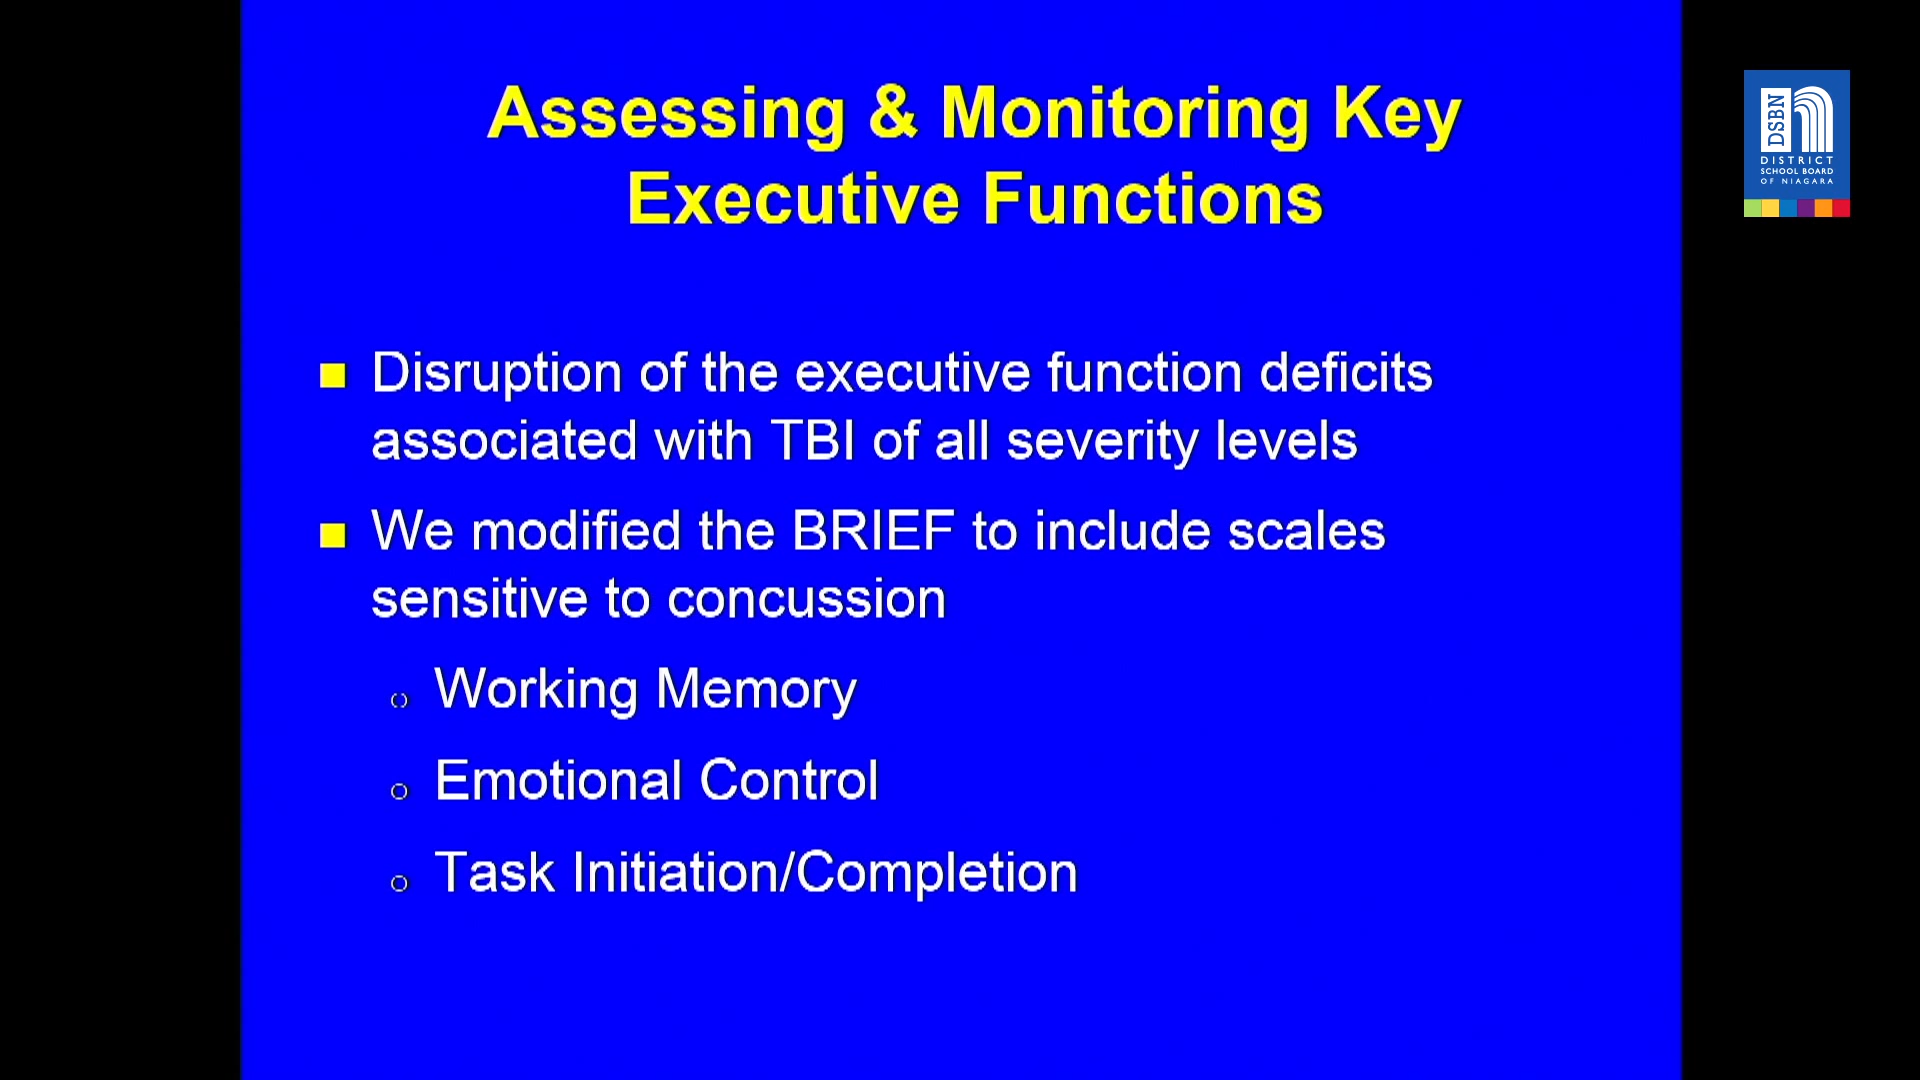 Assessing & Monitoring Key
Executive Functions
Disruption of the executive function deficits
associated with TBI of all severity levels
We modified the BRIEF to include scales
sensitive to concussion
Working Memory
Emotional Control
Task Initiation/Completion
DSBN
DISTRICT
SCHOOL BOARD
OF NIAGARA